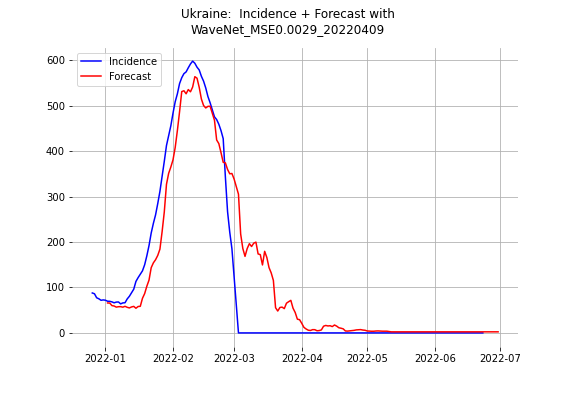 Ukraine:  Incidence + Forecast with
WaveNet_MSE0.0029_20220409
Incidence
Forecast
600
500
400
300
200
100
0
2022-01 2022-02 2022-03 2022-04 2022-05 2022-06 2022-07